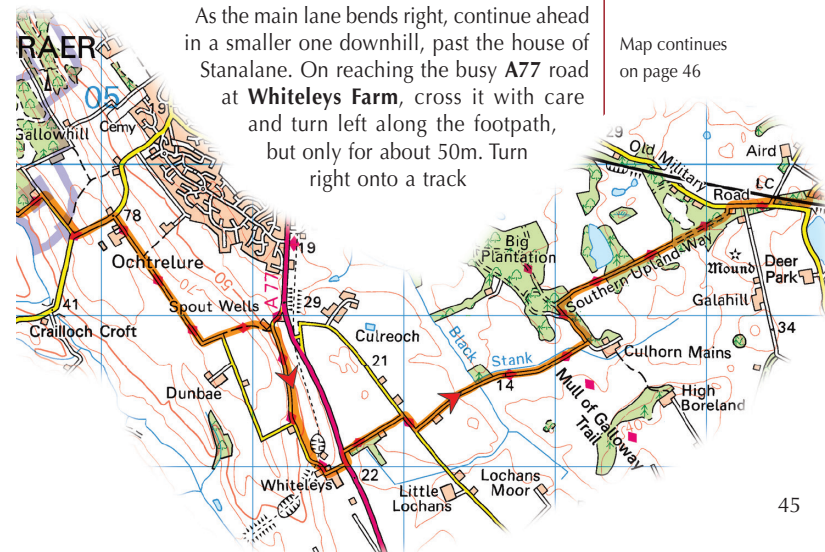 As the main lane bends right, continue ahead
in a smaller one downhill, past the house of
Stanalane. On reaching the busy A77 road
at Whiteleys Farm, cross it with care
and turn left along the footpath,
but only for about 50m. Turn
right onto a track
Map continues
on page 46
RAER
05
49
Gallowhill
Cemy
78
Ochtrelure
50
41
Crailloch Croft
Spout Wells
A 77
19
29
Culreoch
21
Dunbae
Whiteleys
22
Little
Lochans
Lochans
Moor
Black Stank
14
Big
Plantation
Southern Upland Way
29
Old Military
Road
LC
Aird
Mound
Deer
Park
Galahill
34
Culhorn Mains
High
Boreland
Mull of Galloway
Trail
45